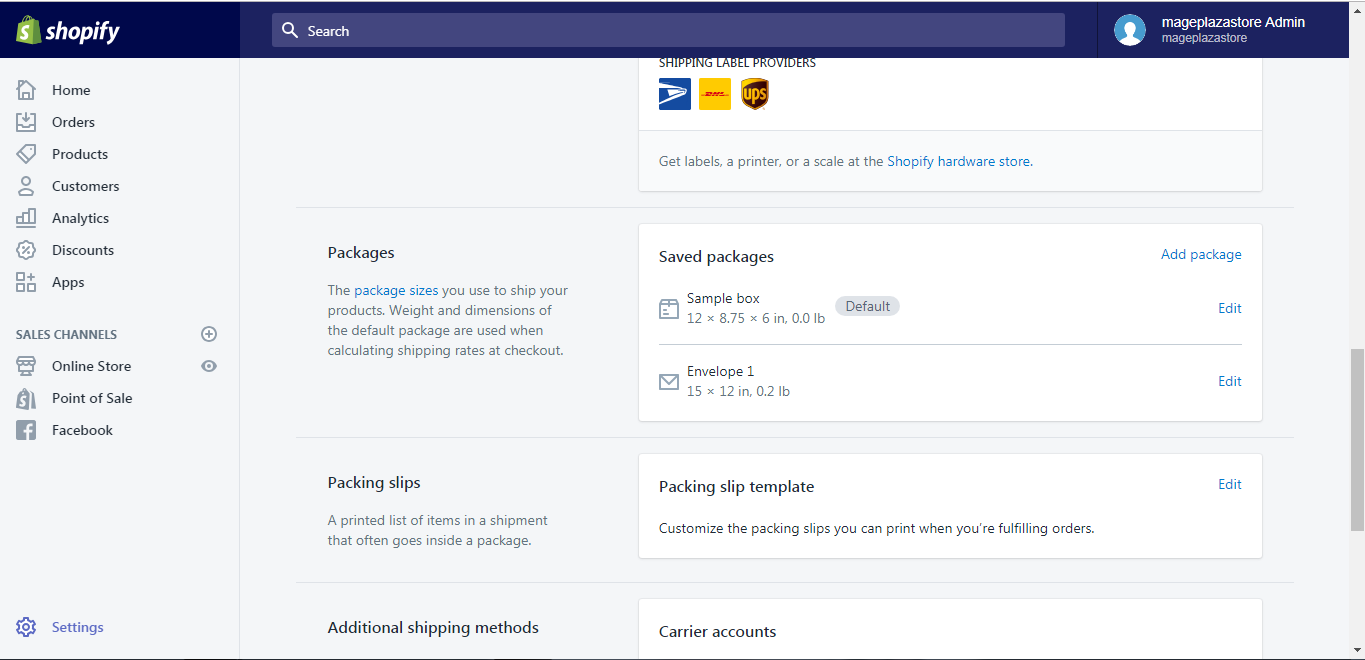 shopify
Search
mageplazastore Admin
mageplazastore
Home
Orders
Products
Customers
Analytics
Discounts
Apps
SALES CHANNELS
Online Store
Point of Sale
Facebook
Settings
SHIPPING LABEL PROVIDERS
DHL
ups
Get labels, a printer, or a scale at the Shopify hardware store.
Packages
The package sizes you use to ship your
products. Weight and dimensions of
the default package are used when
calculating shipping rates at checkout.
Saved packages
Add package
Sample box
12 × 8.75 × 6 in, 0.0 lb
Default
Edit
Envelope 1
15 × 12 in, 0.2 lb
Edit
Packing slips
A printed list of items in a shipment
that often goes inside a package.
Packing slip template
Edit
Customize the packing slips you can print when you’re fulfilling orders.
Additional shipping methods
Carrier accounts